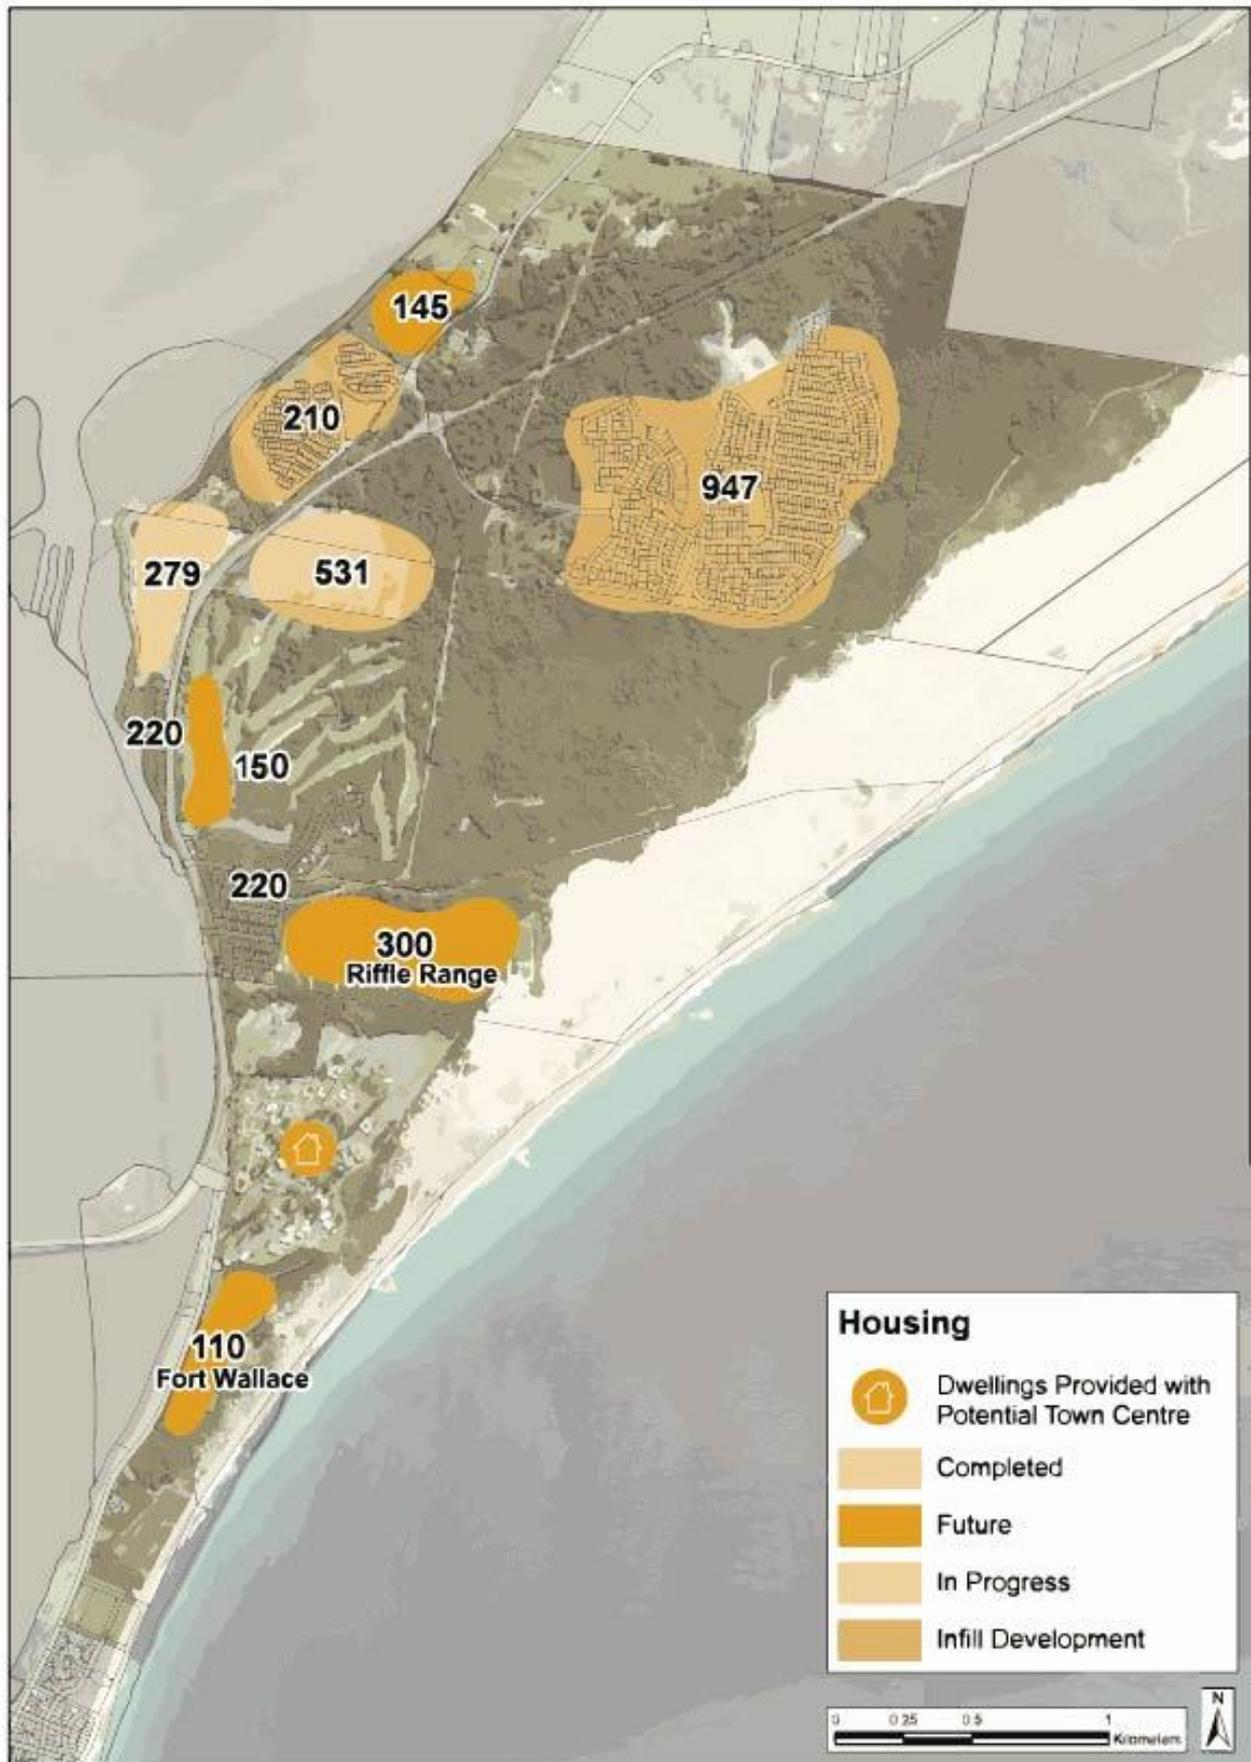 145
210
947
279
531
220
150
220
300
Riffle Range
110
Fort Wallace
Housing
Dwellings Provided with
Potential Town Centre
Completed
Future
In Progress
Infill Development
0 0.25 0.5 1
Kilometers
N